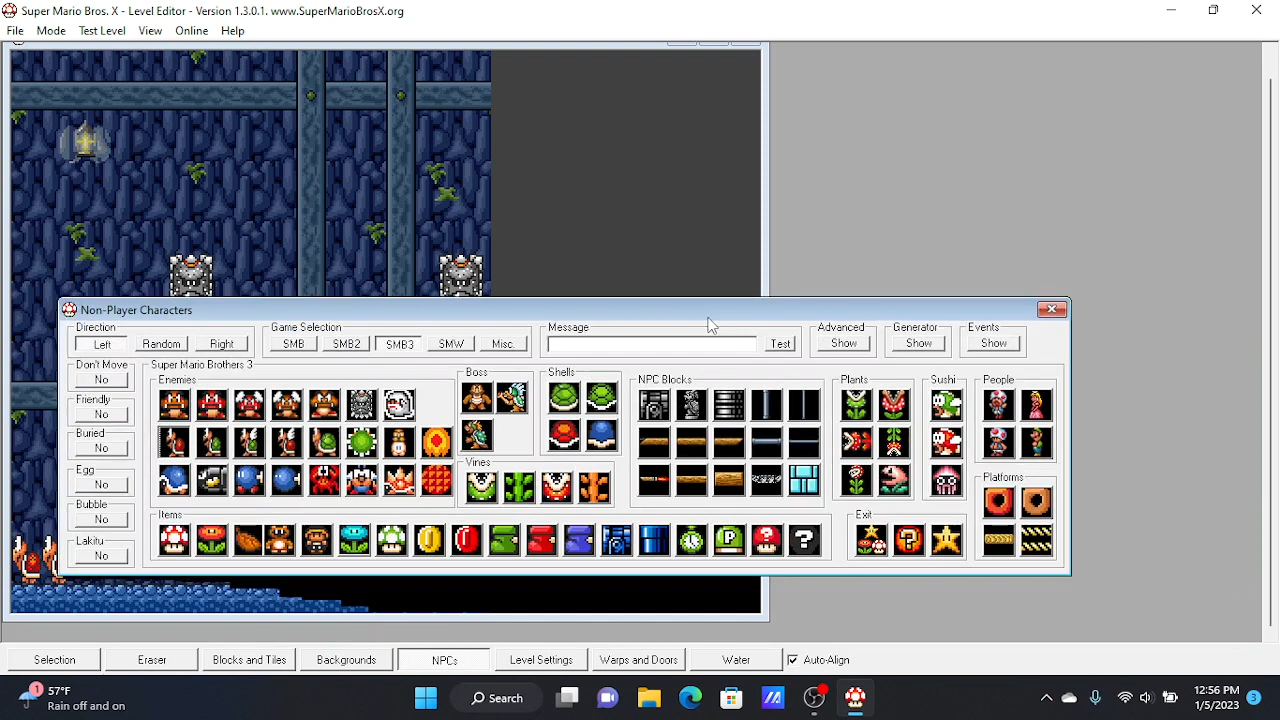 Super Mario Bros. X - Level Editor - Version 1.3.0.1. www.SuperMarioBrosX.org
File Mode Test Level View Online Help
Non-Player Characters
Direction Game Selection Message Advanced Generator Events
Left Random Right SMB SMB2 SMB3 SMW Misc. Test Show Show Show
Don't Move
No
Friendly
No
Buried
No
Egg
No
Bubble
No
Lakitu
No
Super Mario Brothers 3
Enemies
Boss
Shells
NPC Blocks
Plants
Sushi
People
Vines
Platforms
Items
Exit
Selection Eraser Blocks and Tiles Backgrounds NPCs Level Settings Warps and Doors Water Auto-Align
1
57°F
Rain off and on
Search
12:56 PM
1/5/2023
3